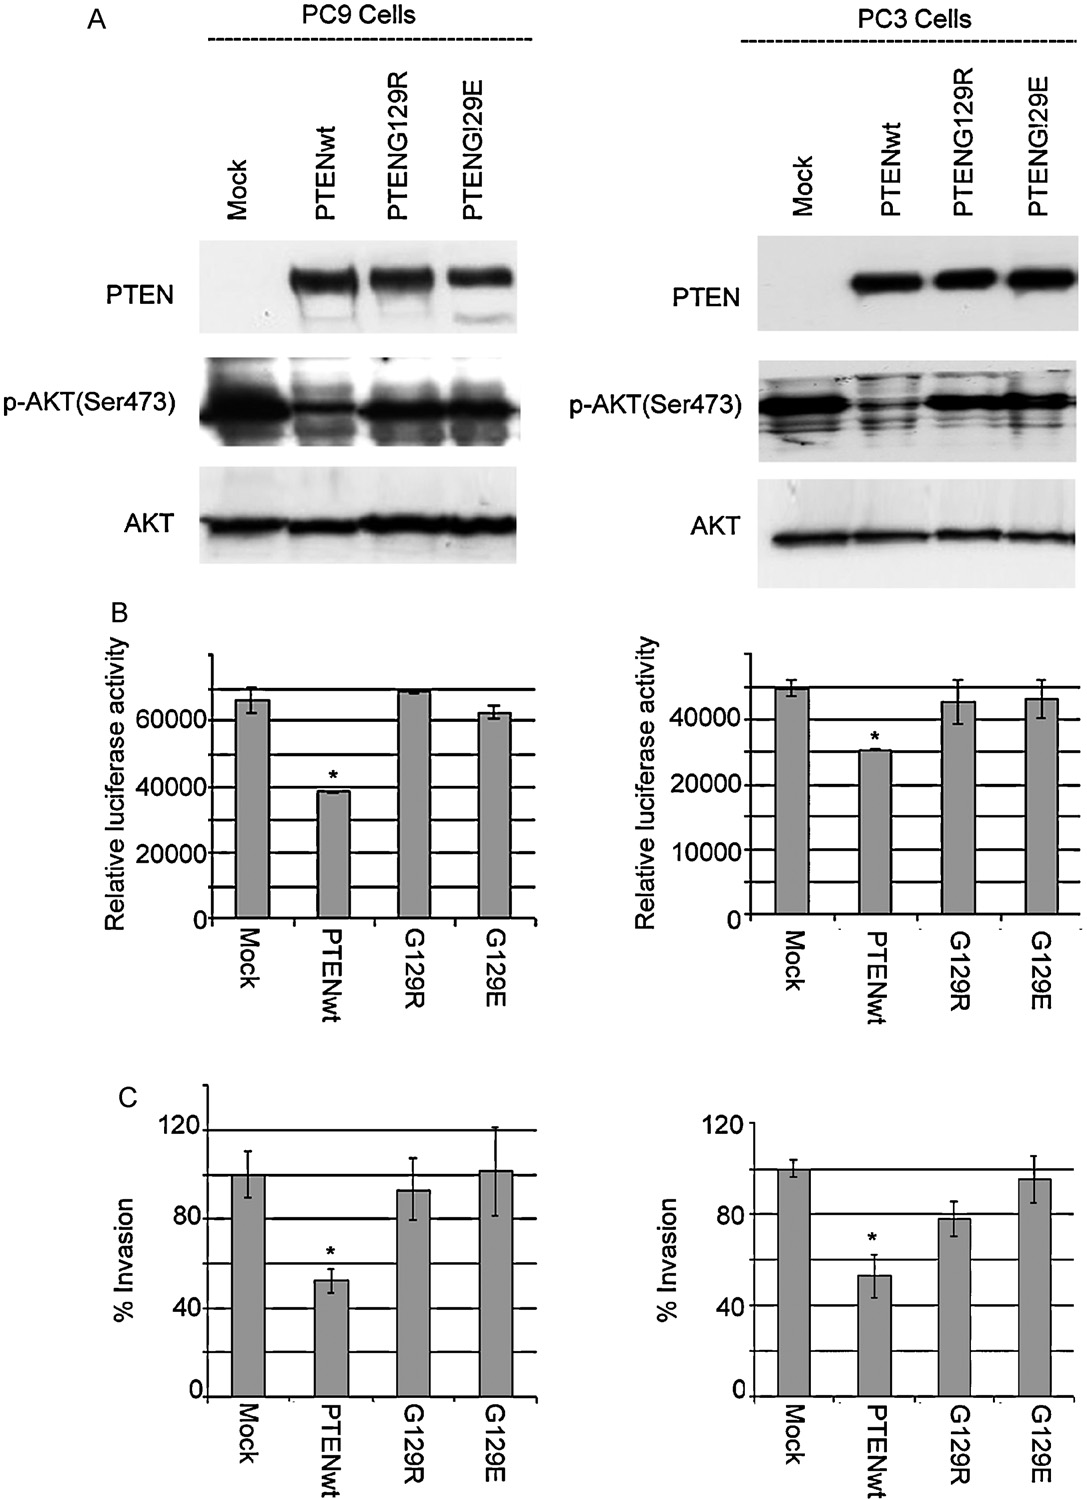 A
PC9 Cells
PC3 Cells
Mock
PTENwt
PTENG129R
PTENG!29E
Mock
PTENwt
PTENG129R
PTENG!29E
PTEN
p-AKT(Ser473)
AKT
PTEN
p-AKT(Ser473)
AKT
B
Relative luciferase activity
60000
40000
20000
0
Mock
PTENwt
G129R
G129E
*
Relative luciferase activity
40000
20000
10000
0
Mock
PTENwt
G129R
G129E
*
C
% Invasion
120
80
40
0
Mock
PTENwt
G129R
G129E
*
% Invasion
120
80
40
0
Mock
PTENwt
G129R
G129E
*